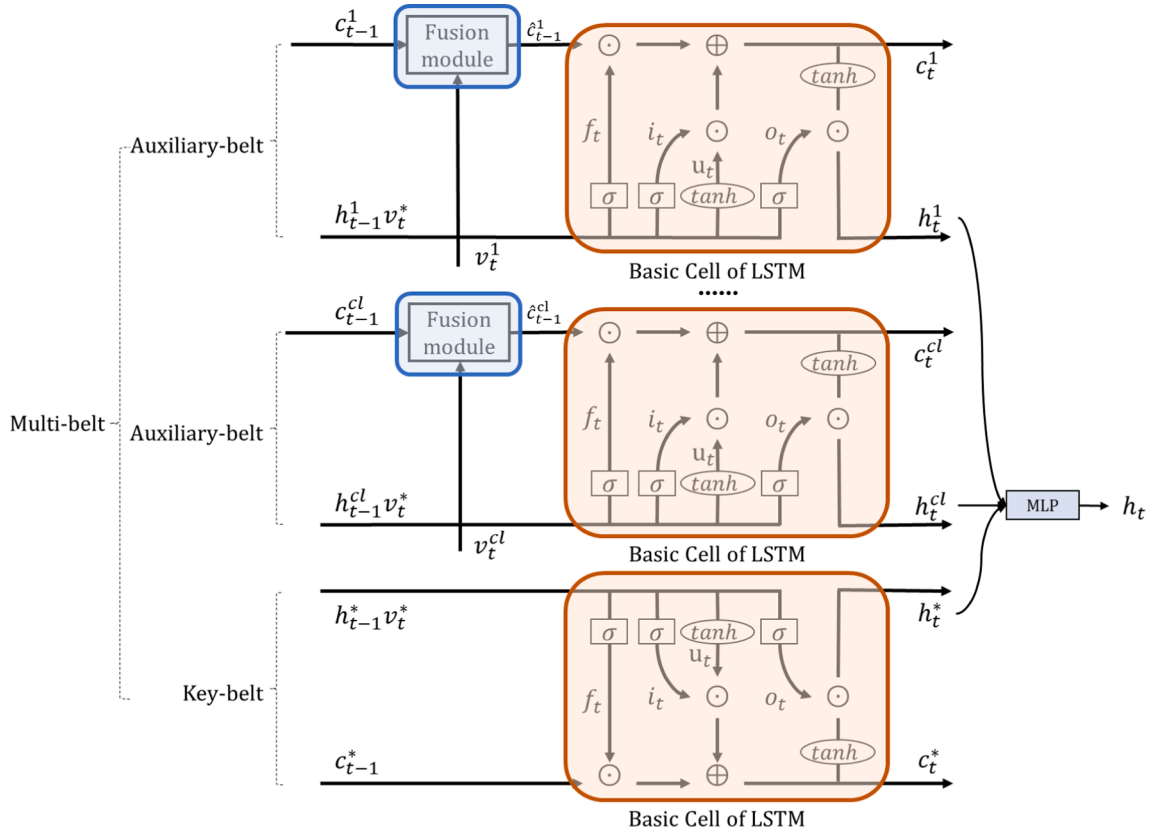 c_{t-1}^{1}
Fusion
module
ĉ_{t-1}^{1}
⊙
⊕
c_t^{1}
tanh
Auxiliary-belt
f_t
i_t
⊙
o_t
⊙
u_t
σ
σ
tanh
σ
h_{t-1}^{1} v_t^{*}
h_t^{1}
v_t^{1}
Basic Cell of LSTM
......
c_{t-1}^{cl}
Fusion
module
ĉ_{t-1}^{cl}
⊙
⊕
c_t^{cl}
tanh
Multi-belt
Auxiliary-belt
f_t
i_t
⊙
o_t
⊙
u_t
σ
σ
tanh
σ
h_{t-1}^{cl} v_t^{*}
h_t^{cl}
MLP
h_t
v_t^{cl}
Basic Cell of LSTM
h_{t-1}^{*} v_t^{*}
h_t^{*}
σ
σ
tanh
σ
u_t
Key-belt
f_t
i_t
⊙
o_t
⊙
tanh
c_{t-1}^{*}
⊙
⊕
c_t^{*}
Basic Cell of LSTM